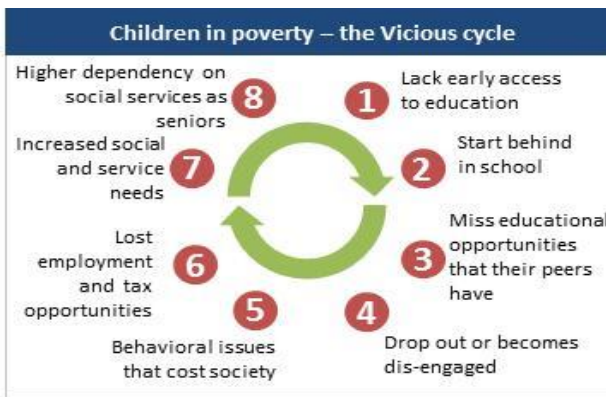 Children in poverty – the Vicious cycle
1
Lack early access
to education
2
Start behind
in school
3
Miss educational
opportunities
that their peers
have
4
Drop out or becomes
dis-engaged
5
Behavioral issues
that cost society
6
Lost
employment
and tax
opportunities
7
Increased social
and service
needs
8
Higher dependency on
social services as
seniors